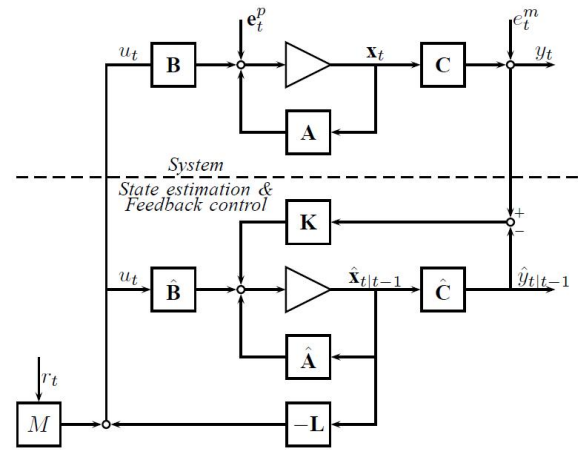 e_t^p
e_t^m
u_t
B
x_t
C
y_t
A
System
State estimation &
Feedback control
K
+
−
u_t
B̂
x̂_{t|t−1}
Ĉ
ŷ_{t|t−1}
Â
r_t
M
−L